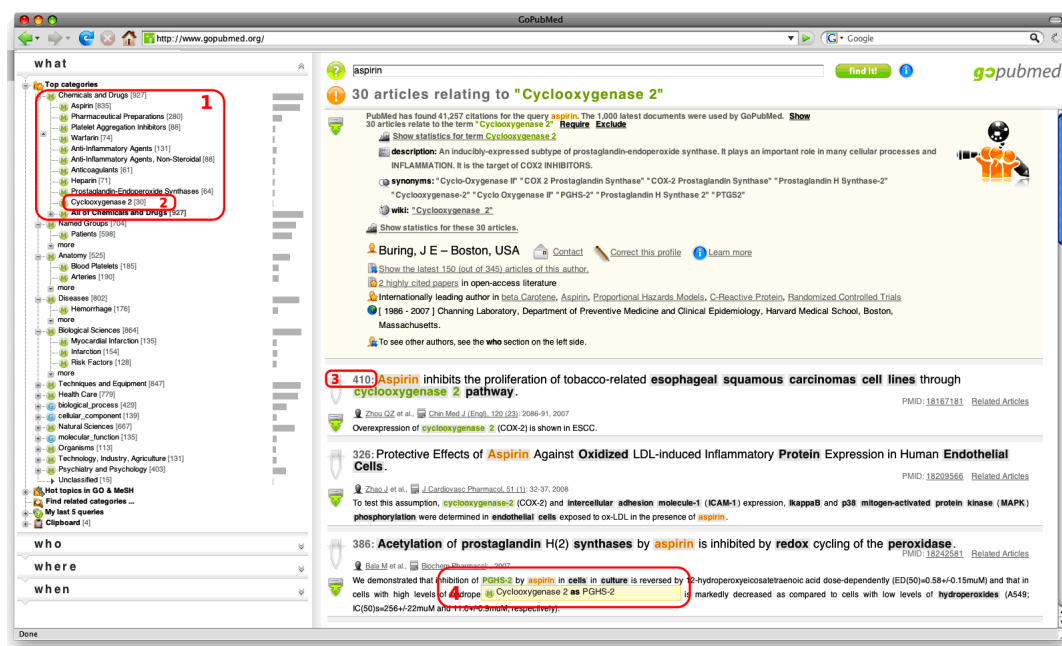 GoPubMed
http://www.gopubmed.org/
Google
what
Top categories
Chemicals and Drugs [927]
1
Aspirin [835]
Pharmaceutical Preparations [280]
Platelet Aggregation Inhibitors [88]
Warfarin [74]
Anti-Inflammatory Agents [131]
Anti-Inflammatory Agents, Non-Steroidal [88]
Anticoagulants [61]
Heparin [71]
Prostaglandin-Endoperoxide Synthases [64]
Cyclooxygenase 2 [30] 2
All of Chemicals and Drugs [927]
Named Groups [704]
Patients [598]
more
Anatomy [525]
Blood Platelets [185]
Arteries [190]
more
Diseases [802]
Hemorrhage [176]
more
Biological Sciences [864]
Myocardial Infarction [135]
Infarction [154]
Risk Factors [128]
more
Techniques and Equipment [847]
Health Care [779]
biological_process [429]
cellular_component [139]
Natural Sciences [667]
molecular_function [135]
Organisms [113]
Technology, Industry, Agriculture [131]
Psychiatry and Psychology [403]
Unclassified [15]
Hot topics in GO & MeSH
Find related categories ...
My last 5 queries
Clipboard [4]
who
where
when
aspirin
find it!
gopubmed
30 articles relating to "Cyclooxygenase 2"
PubMed has found 41,257 citations for the query aspirin. The 1,000 latest documents were used by GoPubMed. Show
30 articles relate to the term "Cyclooxygenase 2" Require Exclude
Show statistics for term Cyclooxygenase 2
description: An inducibly-expressed subtype of prostaglandin-endoperoxide synthase. It plays an important role in many cellular processes and
INFLAMMATION. It is the target of COX2 INHIBITORS.
synonyms: "Cyclo-Oxygenase II" "COX 2 Prostaglandin Synthase" "COX-2 Prostaglandin Synthase" "Prostaglandin H Synthase-2"
"Cyclooxygenase-2" "Cyclo Oxygenase II" "PGHS-2" "Prostaglandin H Synthase 2" "PTGS2"
wiki: "Cyclooxygenase 2"
Show statistics for these 30 articles.
Buring, J E – Boston, USA Contact Correct this profile Learn more
Show the latest 150 (out of 345) articles of this author.
2 highly cited papers in open-access literature
Internationally leading author in beta Carotene, Aspirin, Proportional Hazards Models, C-Reactive Protein, Randomized Controlled Trials
[ 1986 - 2007 ] Channing Laboratory, Department of Preventive Medicine and Clinical Epidemiology, Harvard Medical School, Boston,
Massachusetts.
To see other authors, see the who section on the left side.
3 410: Aspirin inhibits the proliferation of tobacco-related esophageal squamous carcinomas cell lines through
cyclooxygenase 2 pathway.
PMID: 18167181 Related Articles
Zhou QZ et al., Chin Med J (Engl), 120 (23): 2086-91, 2007
Overexpression of cyclooxygenase 2 (COX-2) is shown in ESCC.
326: Protective Effects of Aspirin Against Oxidized LDL-induced Inflammatory Protein Expression in Human Endothelial
Cells.
PMID: 18209566 Related Articles
Zhao J et al., J Cardiovasc Pharmacol, 51 (1): 32-37, 2008
To test this assumption, cyclooxygenase-2 (COX-2) and intercellular adhesion molecule-1 (ICAM-1) expression, IkappaB and p38 mitogen-activated protein kinase (MAPK)
phosphorylation were determined in endothelial cells exposed to ox-LDL in the presence of aspirin.
386: Acetylation of prostaglandin H(2) synthases by aspirin is inhibited by redox cycling of the peroxidase.
PMID: 18242581 Related Articles
Bala M et al., Biochem Pharmacol, 2007
We demonstrated that inhibition of PGHS-2 by aspirin in cells in culture is reversed by 12-hydroperoxyeicosatetraenoic acid dose-dependently (ED(50)=0.58+/-0.15muM) and that in
cells with high levels of hydrope 4 Cyclooxygenase 2 as PGHS-2 is markedly decreased as compared to cells with low levels of hydroperoxides (A549;
IC(50)s=256+/-22muM and 11.0+/-0.9muM, respectively).
Done